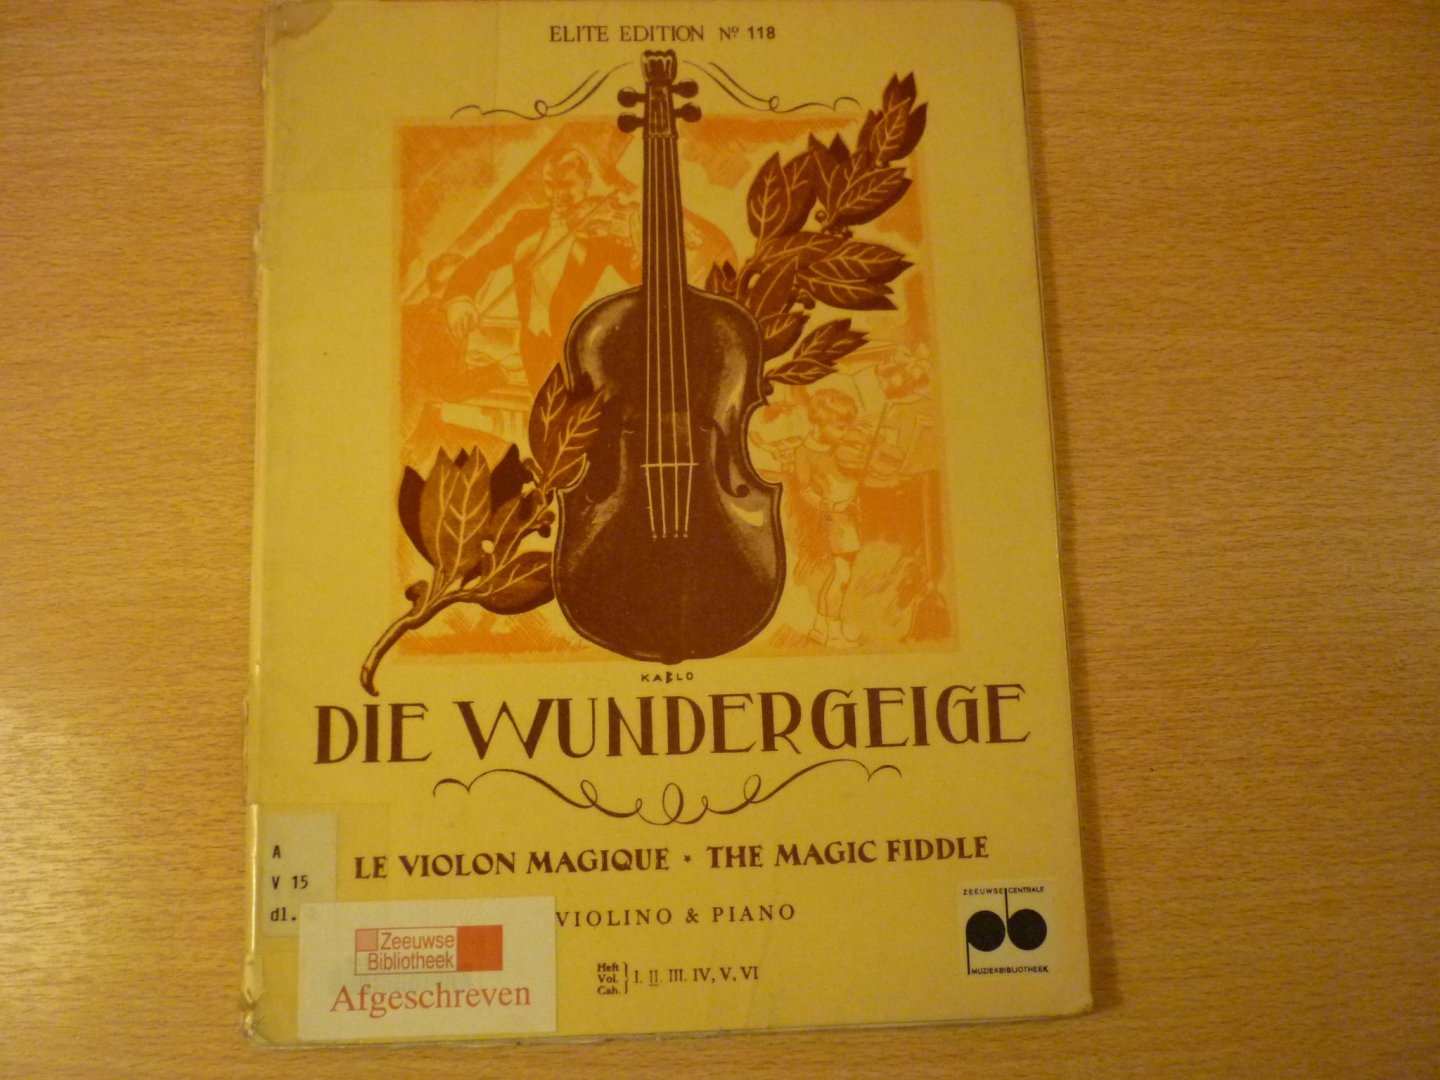 ELITE EDITION Nº 118
KABLO
DIE WUNDERGEIGE
LE VIOLON MAGIQUE * THE MAGIC FIDDLE
VIOLINO & PIANO
Heft
Vol.
Cah.
I. II III. IV, V, VI
A
V 15
dl.
Zeeuwse
Bibliotheek
Afgeschreven
ZEEUWSE CENTRALE
pb
MUZIEKBIBLIOTHEEK